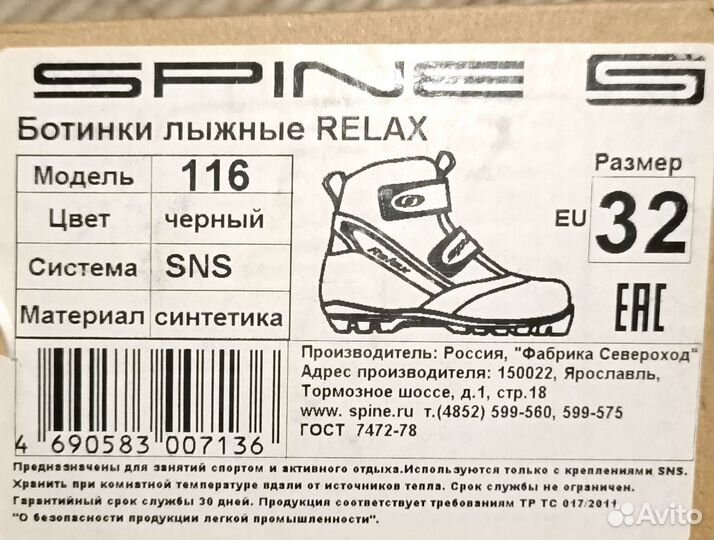 SPINE S
Ботинки лыжные RELAX
Модель 116
Цвет черный
Система SNS
Материал синтетика
Relax
Размер
EU 32
EAC
Производитель: Россия, "Фабрика Североход"
Адрес производителя: 150022, Ярославль,
Тормозное шоссе, д.1, стр.18
www. spine.ru т.(4852) 599-560, 599-575
ГОСТ 7472-78
4 690583 007136
Предназначены для занятий спортом и активного отдыха.Используются только с креплениями SNS.
Хранить при комнатной температуре вдали от источников тепла. Срок службы не ограничен.
Гарантийный срок службы 30 дней. Продукция соответствует требованиям ТР ТС 017/2011
"О безопасности продукции легкой промышленности".
Avito